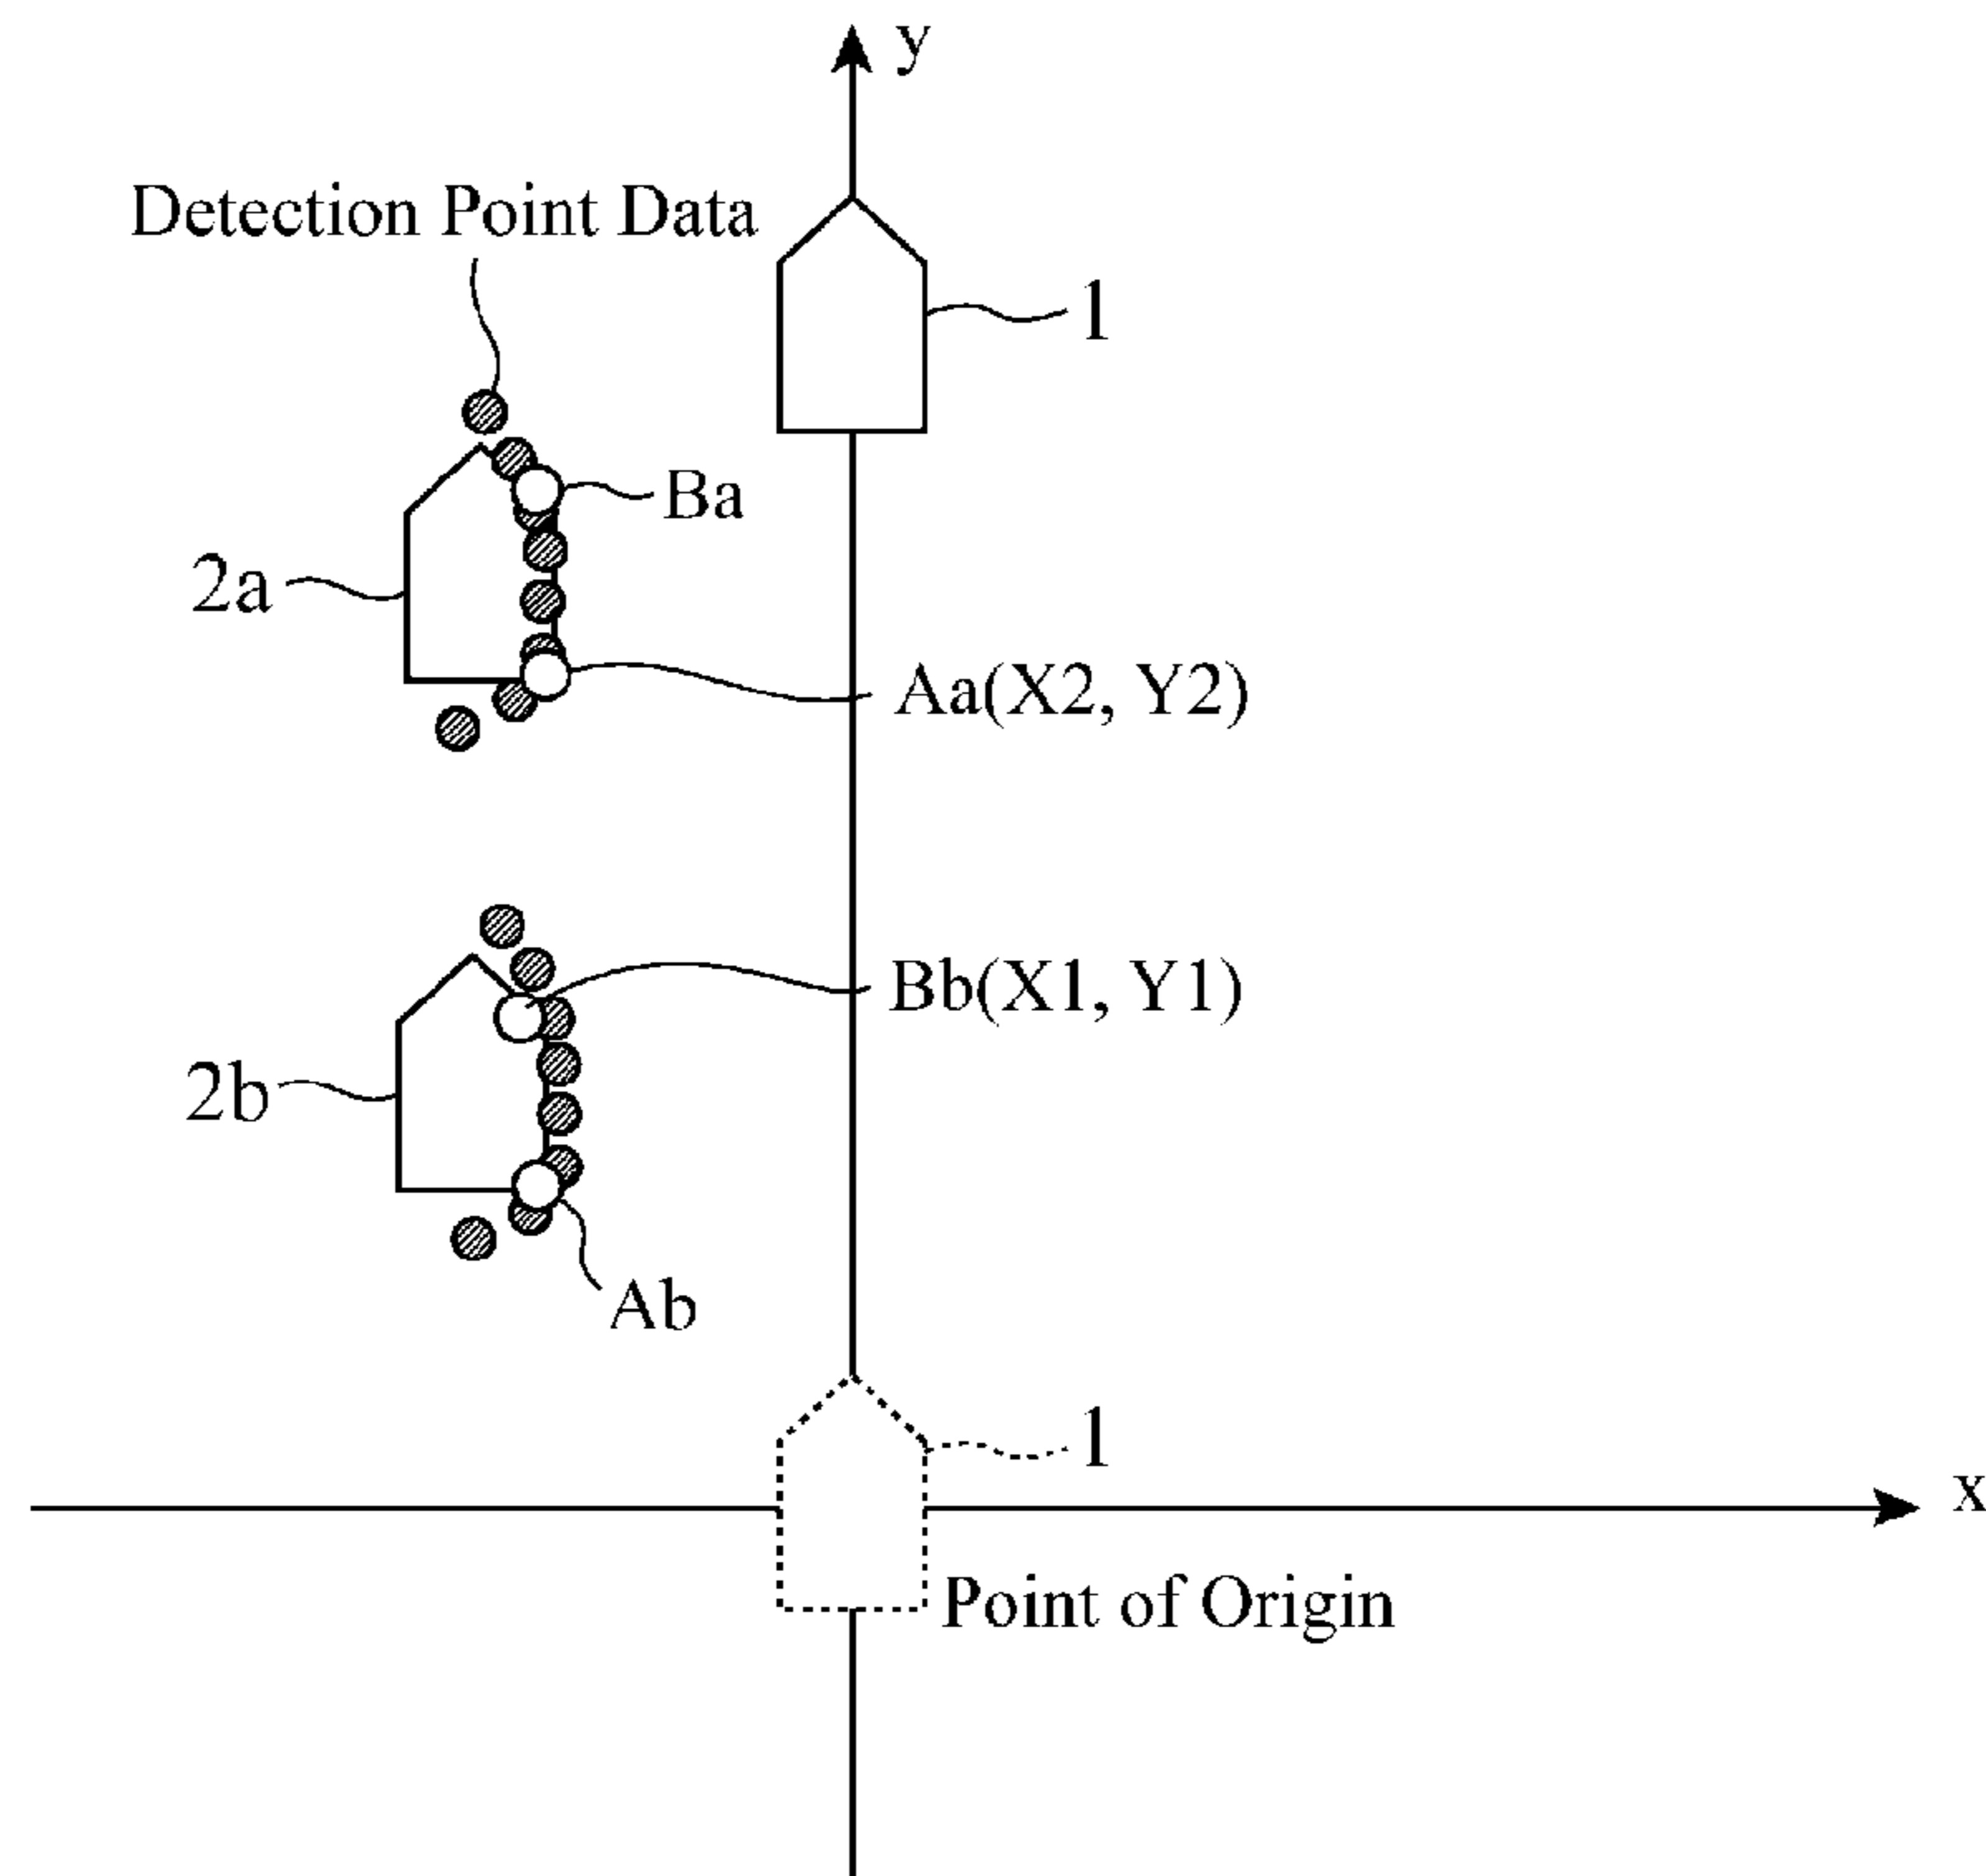 y
Detection Point Data
1
Ba
2a
Aa(X2, Y2)
Bb(X1, Y1)
2b
Ab
1
x
Point of Origin